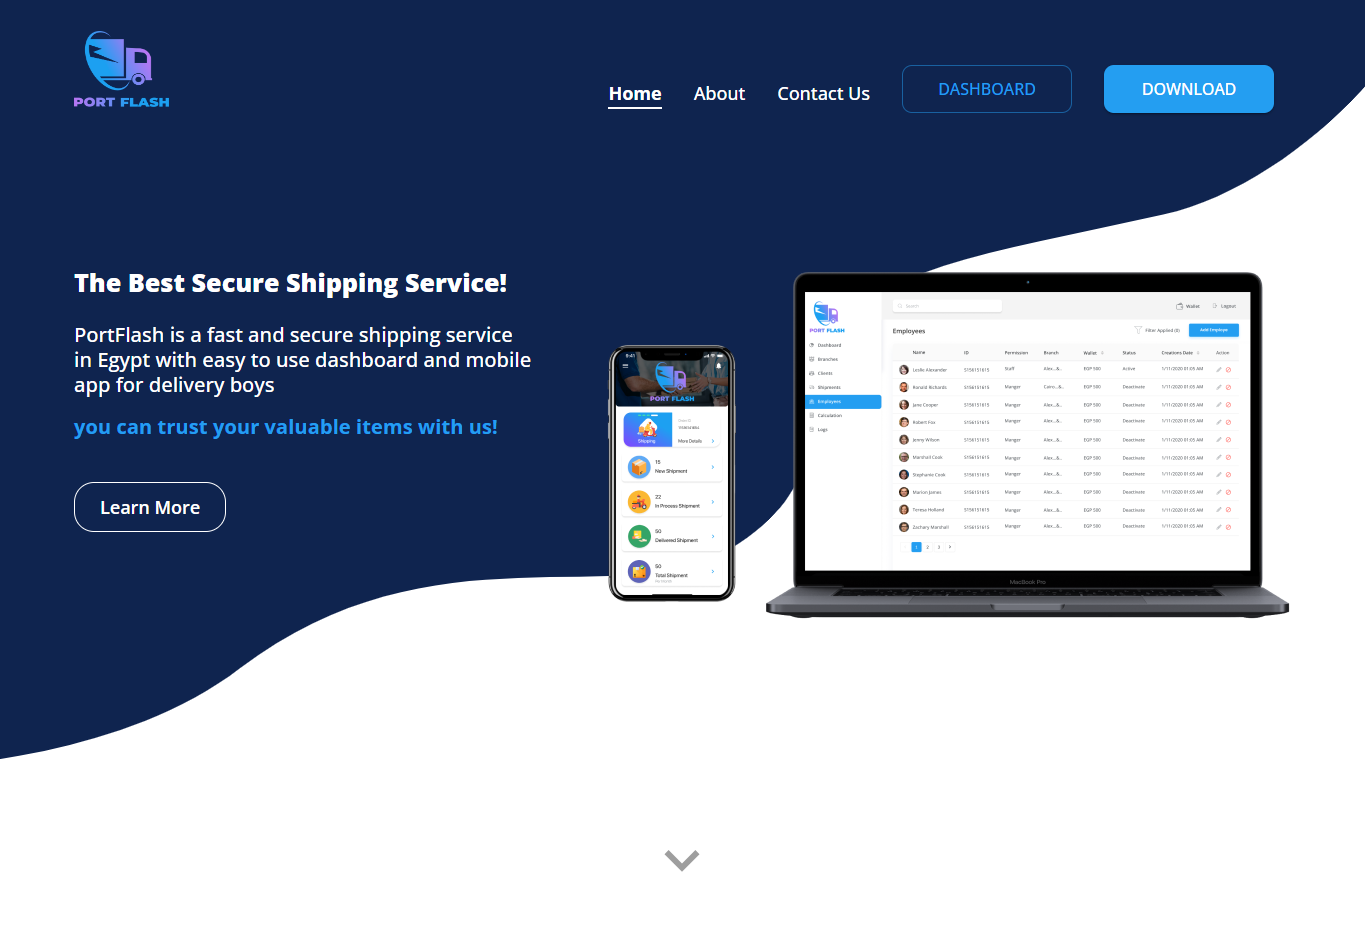 PORT FLASH
Home
About
Contact Us
DASHBOARD
DOWNLOAD
The Best Secure Shipping Service!
PortFlash is a fast and secure shipping service
in Egypt with easy to use dashboard and mobile
app for delivery boys
you can trust your valuable items with us!
Learn More
9:41
PORT FLASH
Shipping
More Details
15
New Shipment
22
In Process Shipment
50
Delivered Shipment
50
Total Shipment
PORT FLASH
Search
Wallet
Logout
Employees
Filter Applied (0)
Add Employe
Dashboard
Branches
Clients
Shipments
Employees
Calculation
Logs
Name ID Permission Branch Wallet Status Creations Date Action
Leslie Alexander 5156151615 Staff Alex...&... EGP 500 Active 1/11/2020 01:05 AM
Ronald Richards 5156151615 Manger Cairo...&... EGP 500 Deactivate 1/11/2020 01:05 AM
Jane Cooper 5156151615 Manger Alex...&... EGP 500 Deactivate 1/11/2020 01:05 AM
Robert Fox 5156151615 Manger Alex...&... EGP 500 Deactivate 1/11/2020 01:05 AM
Jenny Wilson 5156151615 Manger Alex...&... EGP 500 Deactivate 1/11/2020 01:05 AM
Marshall Cook 5156151615 Manger Alex...&... EGP 500 Deactivate 1/11/2020 01:05 AM
Stephanie Cook 5156151615 Manger Alex...&... EGP 500 Deactivate 1/11/2020 01:05 AM
Marion James 5156151615 Manger Alex...&... EGP 500 Deactivate 1/11/2020 01:05 AM
Teresa Holland 5156151615 Manger Alex...&... EGP 500 Deactivate 1/11/2020 01:05 AM
Zachary Marshall 5156151615 Manger Alex...&... EGP 500 Deactivate 1/11/2020 01:05 AM
1 2 3
MacBook Pro